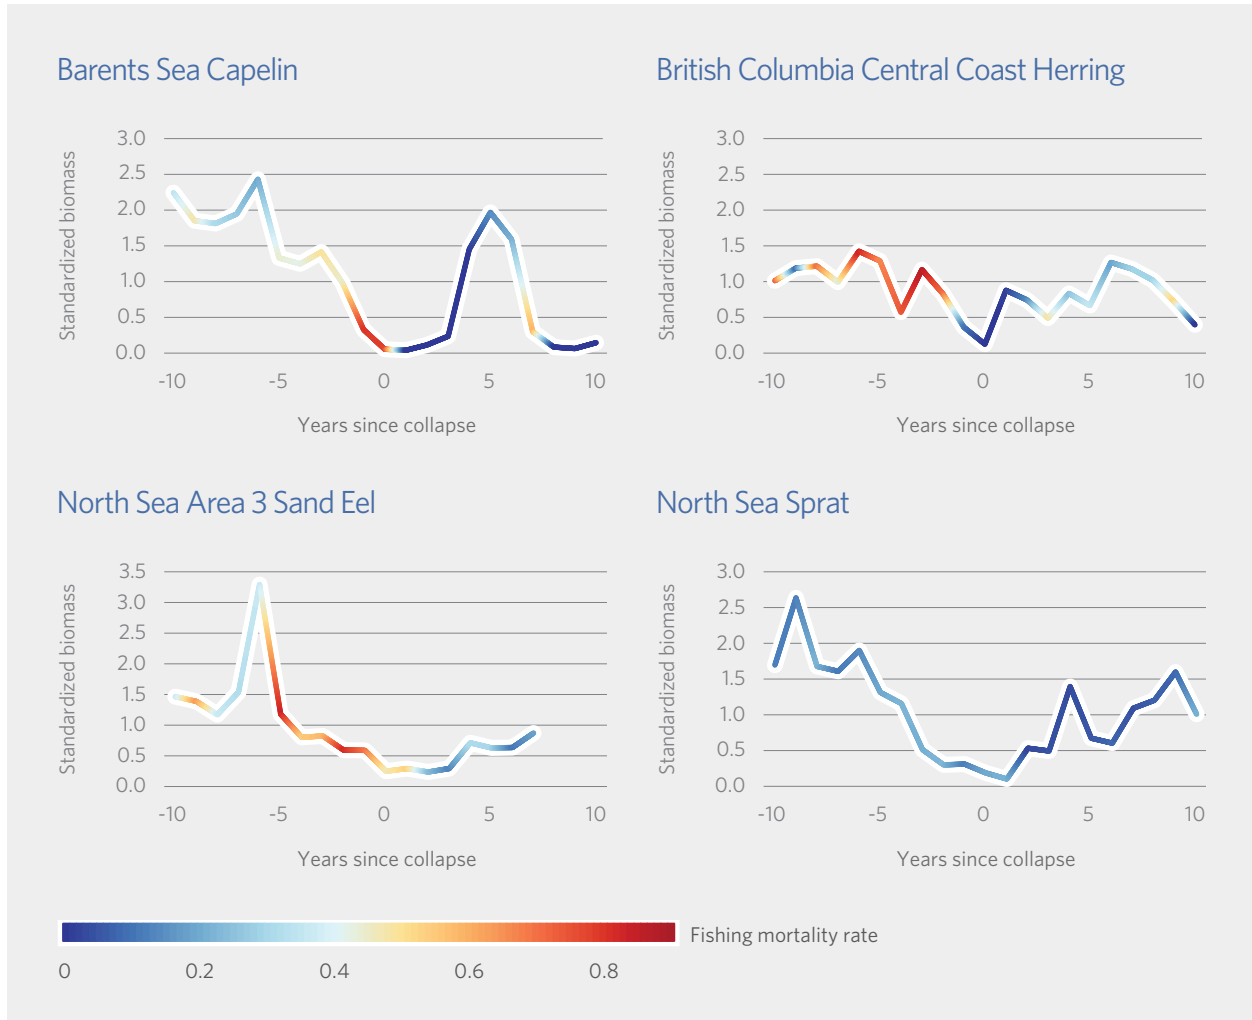 Barents Sea Capelin
Standardized biomass
3.0
2.5
2.0
1.5
1.0
0.5
0.0
-10 -5 0 5 10
Years since collapse
British Columbia Central Coast Herring
Standardized biomass
3.0
2.5
2.0
1.5
1.0
0.5
0.0
-10 -5 0 5 10
Years since collapse
North Sea Area 3 Sand Eel
Standardized biomass
3.5
3.0
2.5
2.0
1.5
1.0
0.5
0.0
-10 -5 0 5 10
Years since collapse
North Sea Sprat
Standardized biomass
3.0
2.5
2.0
1.5
1.0
0.5
0.0
-10 -5 0 5 10
Years since collapse
Fishing mortality rate
0 0.2 0.4 0.6 0.8